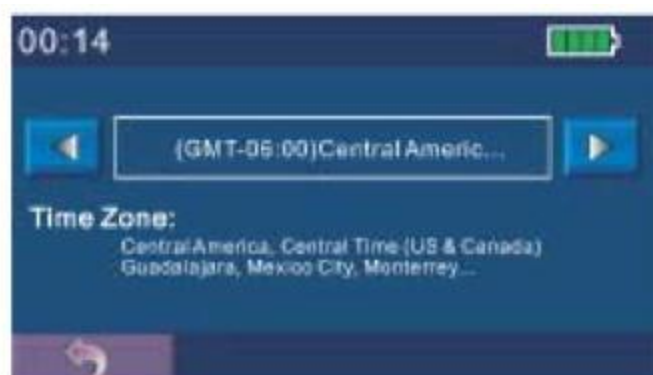 00:14
(GMT-06:00)Central Americ...
Time Zone:
Central America, Central Time (US & Canada)
Guadalajara, Mexico City, Monterrey...